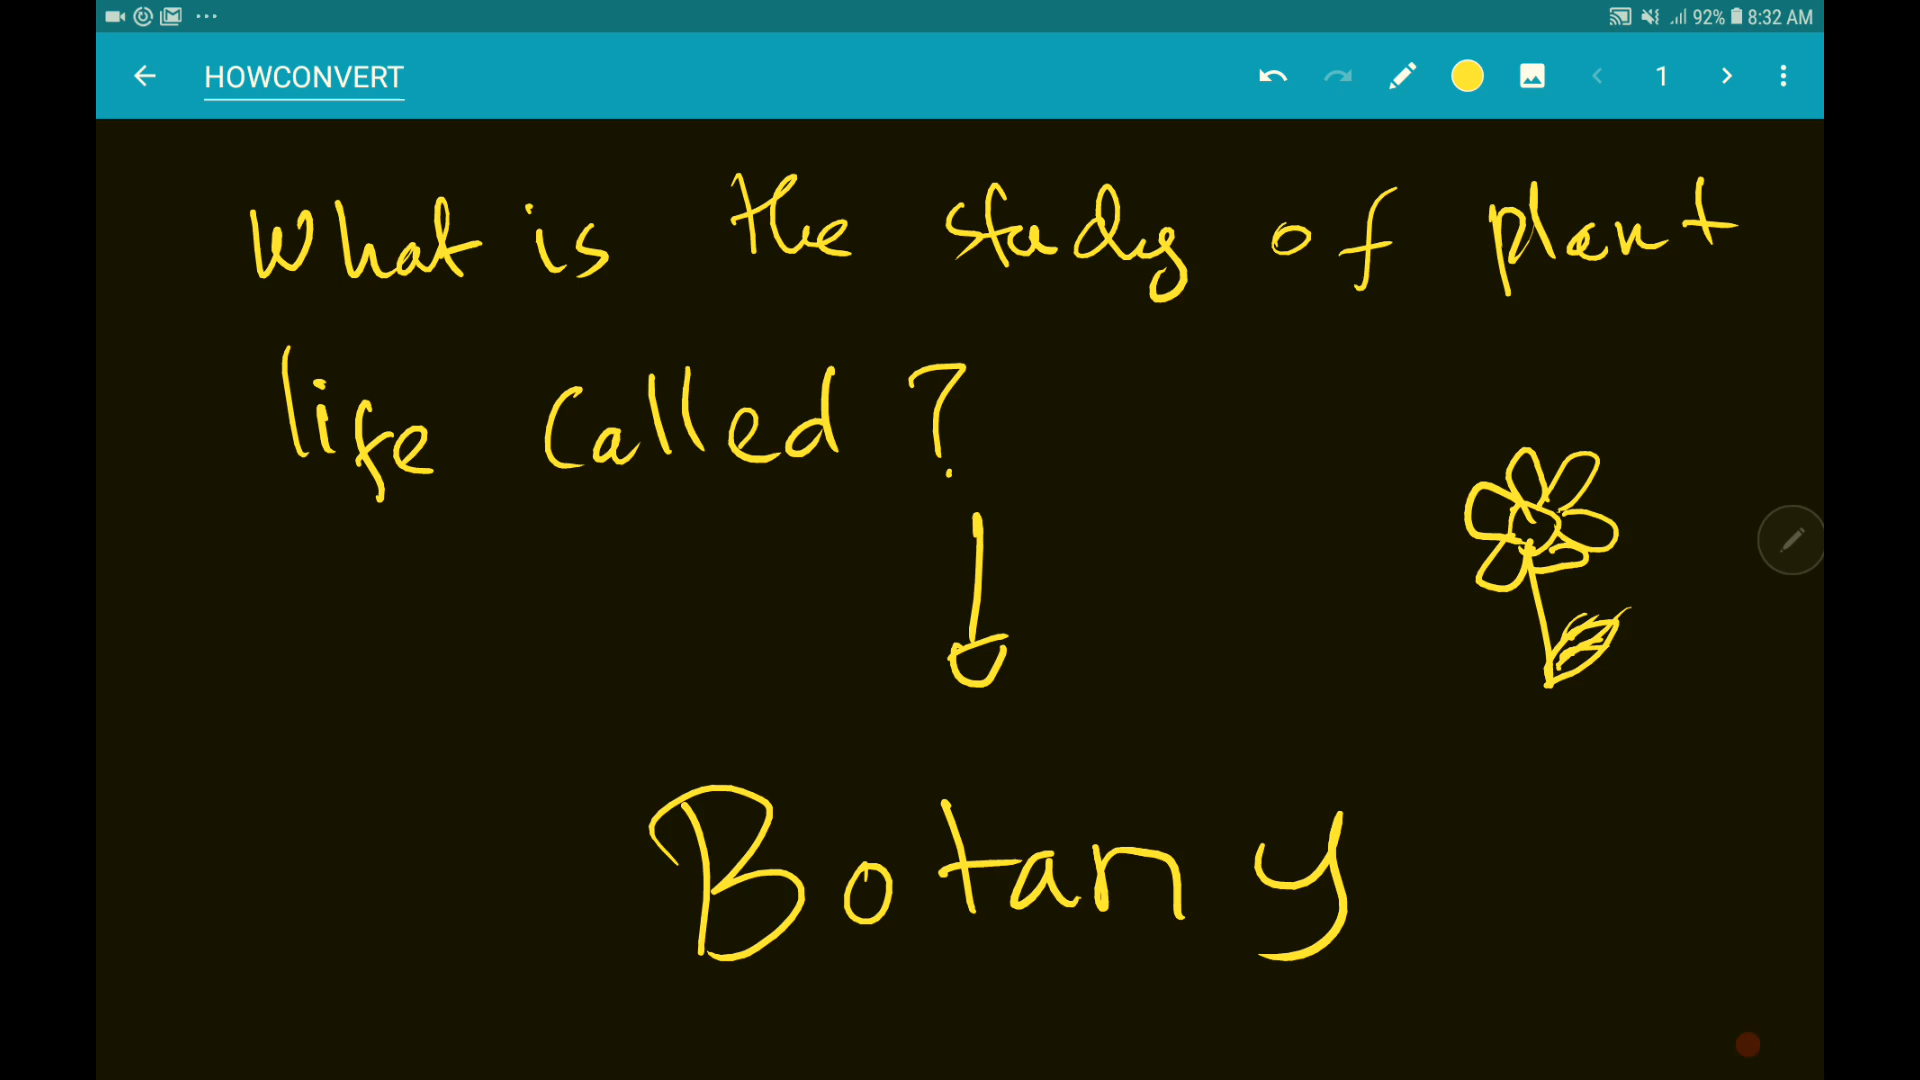 92% 8:32 AM
HOWCONVERT
1
What is the study of plant
life called?
Botany